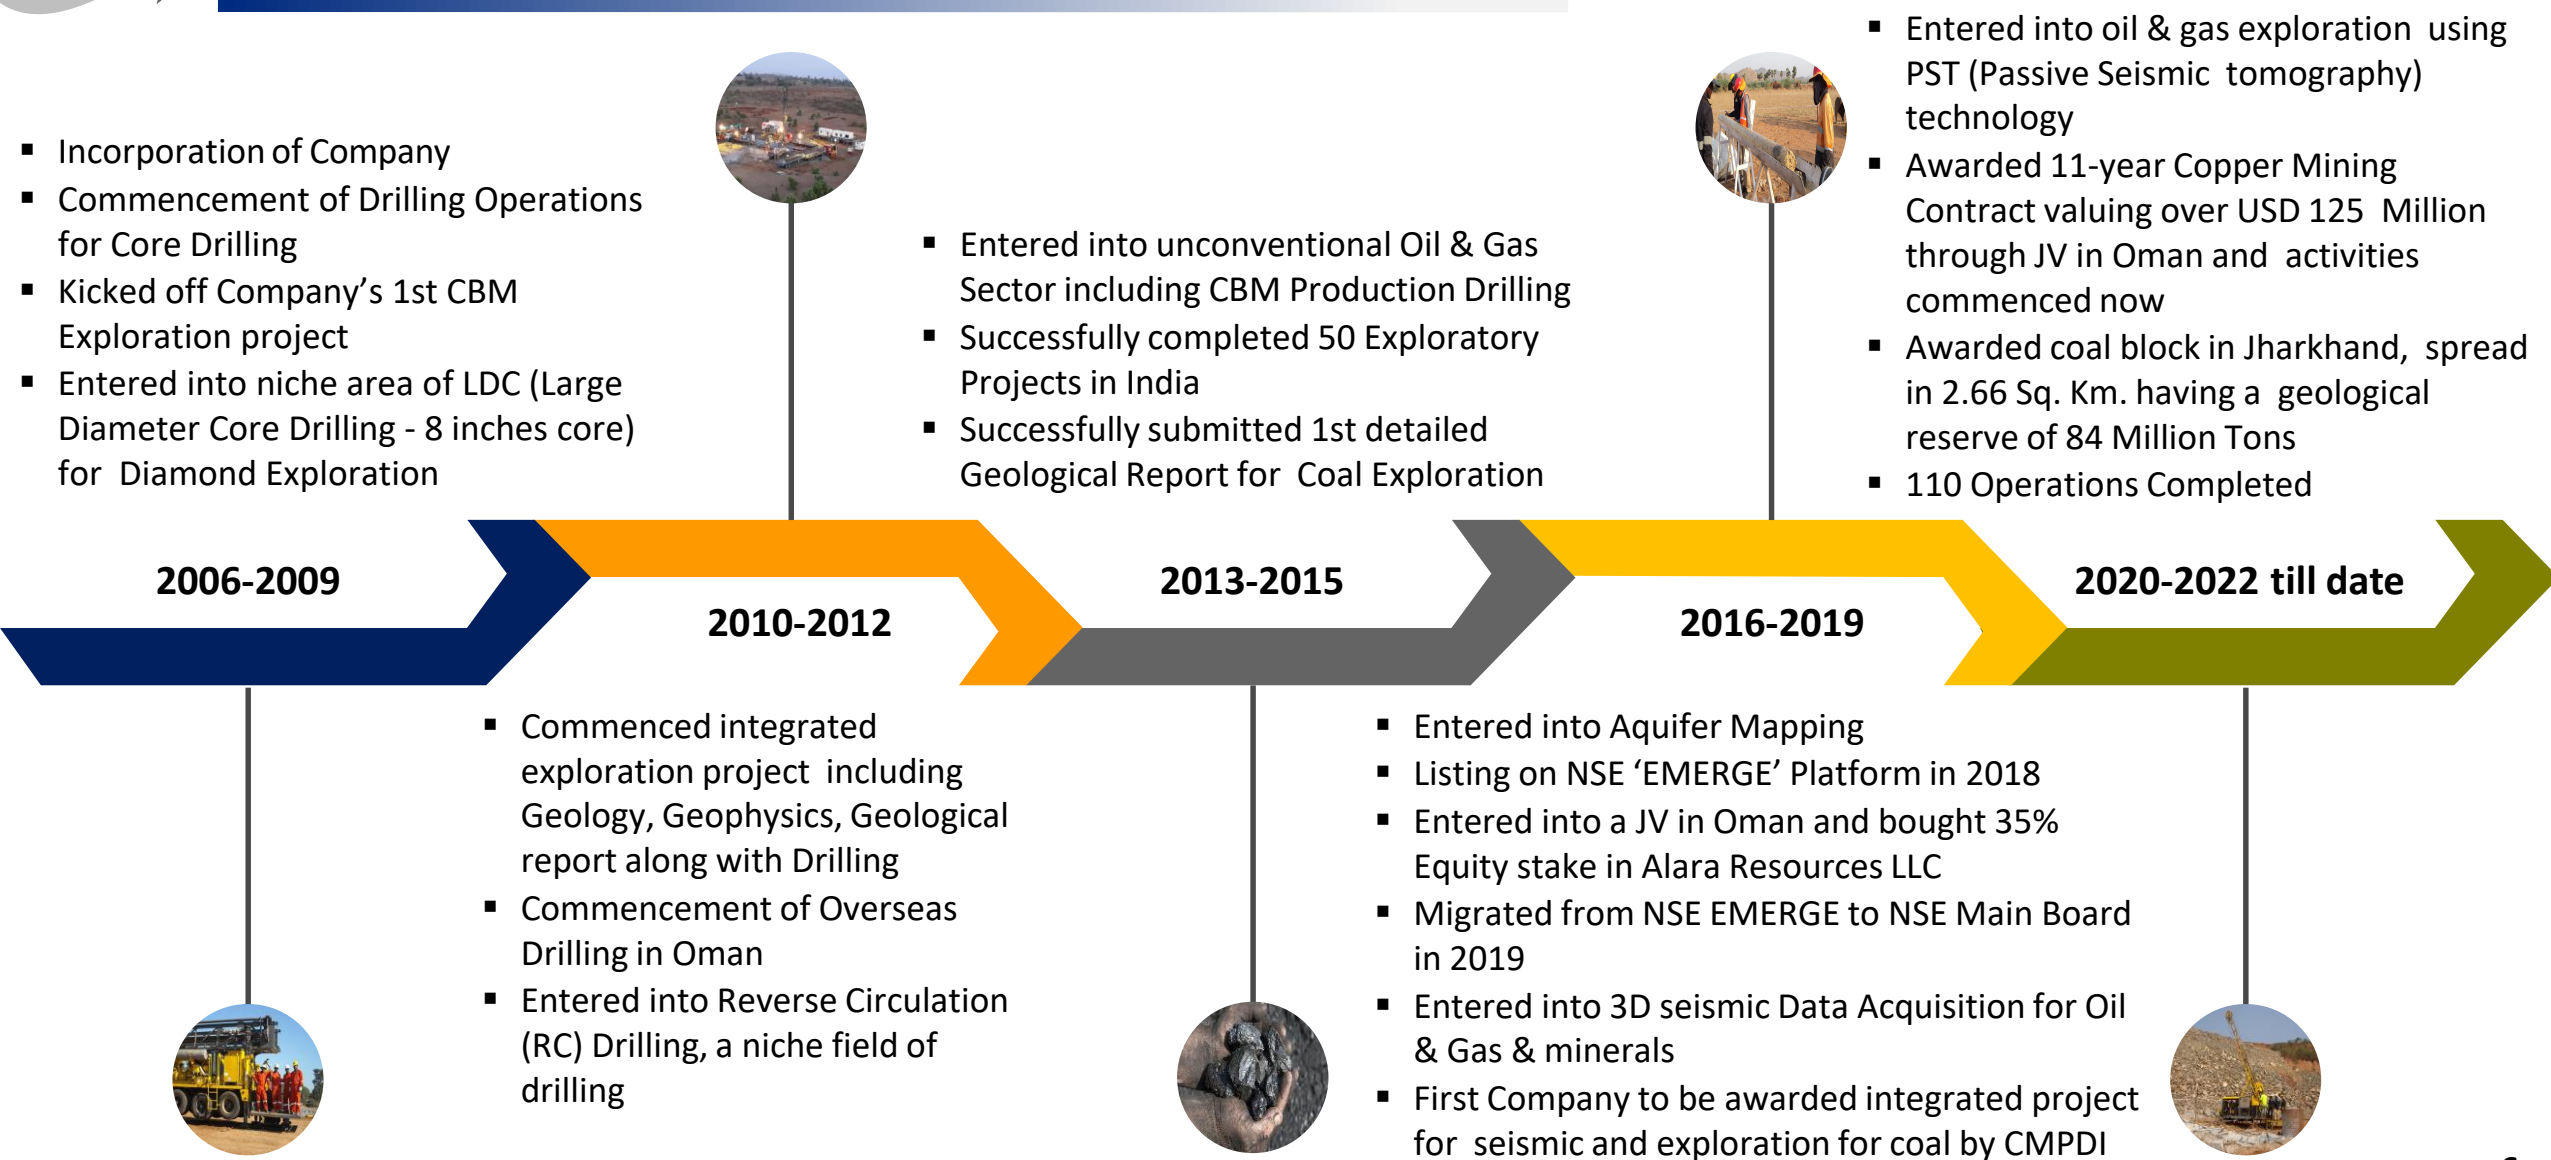 ▪ Incorporation of Company
▪ Commencement of Drilling Operations
for Core Drilling
▪ Kicked off Company’s 1st CBM
Exploration project
▪ Entered into niche area of LDC (Large
Diameter Core Drilling - 8 inches core)
for Diamond Exploration
2006-2009
2010-2012
▪ Commenced integrated
exploration project including
Geology, Geophysics, Geological
report along with Drilling
▪ Commencement of Overseas
Drilling in Oman
▪ Entered into Reverse Circulation
(RC) Drilling, a niche field of
drilling
▪ Entered into unconventional Oil & Gas
Sector including CBM Production Drilling
▪ Successfully completed 50 Exploratory
Projects in India
▪ Successfully submitted 1st detailed
Geological Report for Coal Exploration
2013-2015
2016-2019
▪ Entered into Aquifer Mapping
▪ Listing on NSE ‘EMERGE’ Platform in 2018
▪ Entered into a JV in Oman and bought 35%
Equity stake in Alara Resources LLC
▪ Migrated from NSE EMERGE to NSE Main Board
in 2019
▪ Entered into 3D seismic Data Acquisition for Oil
& Gas & minerals
▪ First Company to be awarded integrated project
for seismic and exploration for coal by CMPDI
▪ Entered into oil & gas exploration using
PST (Passive Seismic tomography)
technology
▪ Awarded 11-year Copper Mining
Contract valuing over USD 125 Million
through JV in Oman and activities
commenced now
▪ Awarded coal block in Jharkhand, spread
in 2.66 Sq. Km. having a geological
reserve of 84 Million Tons
▪ 110 Operations Completed
2020-2022 till date